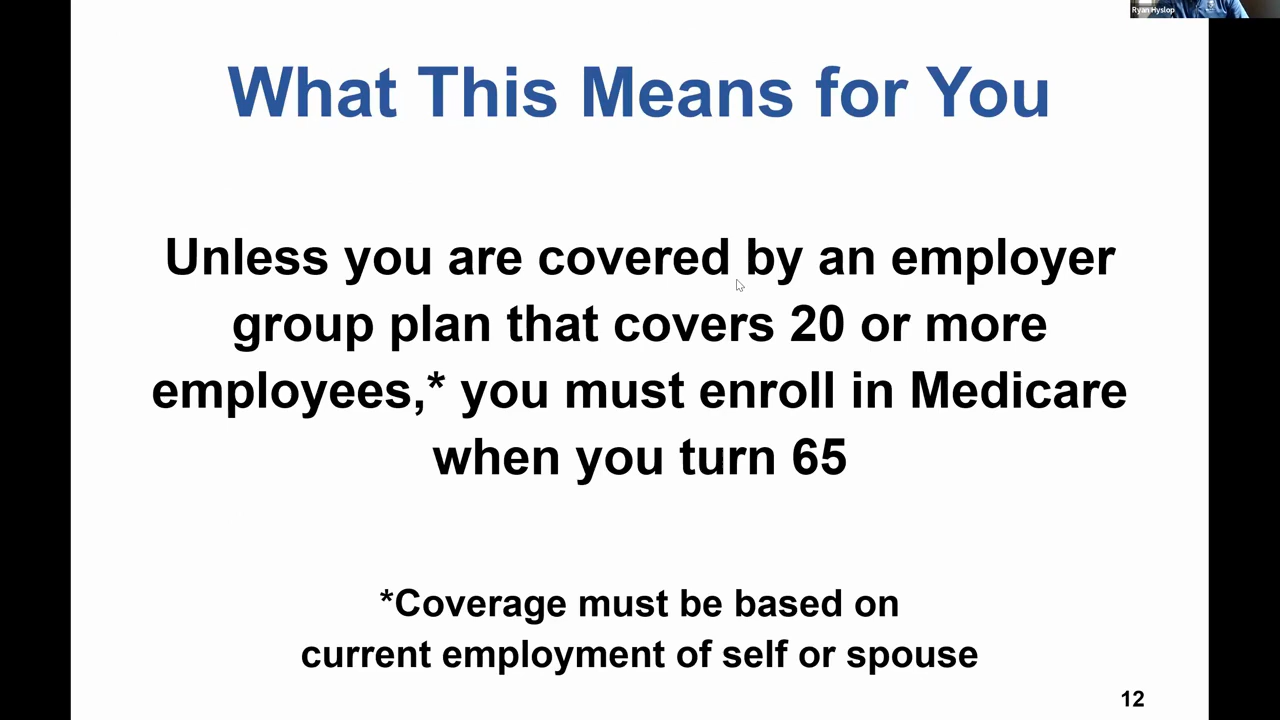 Ryan Hyslop
What This Means for You
Unless you are covered by an employer
group plan that covers 20 or more
employees,* you must enroll in Medicare
when you turn 65
*Coverage must be based on
current employment of self or spouse
12